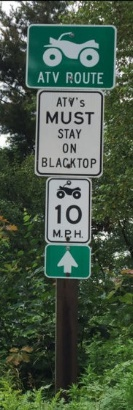 ATV ROUTE
ATV's
MUST
STAY
ON
BLACKTOP
10
M.P.H.